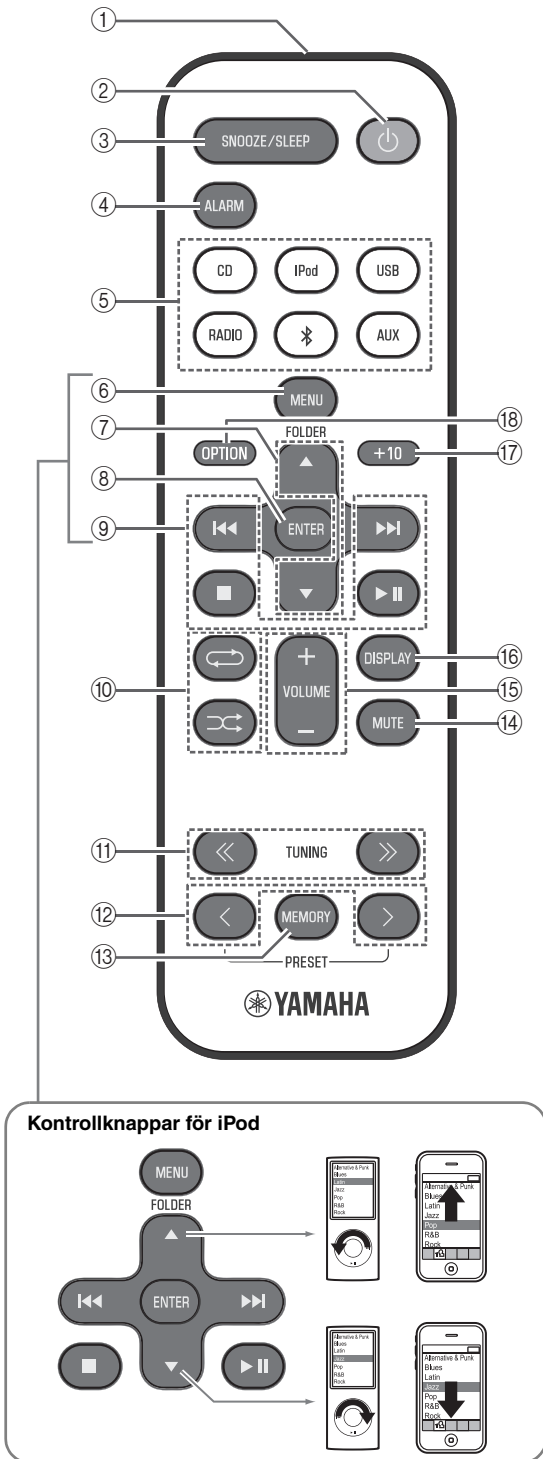 ①
②
③ SNOOZE/SLEEP
④ ALARM
⑤ CD iPod USB
RADIO AUX
⑥ MENU
⑦ FOLDER
OPTION ⑱
+10 ⑰
⑧ ENTER
⑨
⑩ VOLUME
DISPLAY ⑯
⑮
MUTE ⑭
⑪ TUNING
⑫ MEMORY
⑬ PRESET
YAMAHA
Kontrollknappar för iPod
MENU
FOLDER
ENTER
Alternative & Punk
Blues
Latin
Jazz
Pop
R&B
Rock
Alternative & Punk
Blues
Latin
Jazz
Pop
R&B
Rock
Alternative & Punk
Blues
Latin
Jazz
Pop
R&B
Rock
Alternative & Punk
Blues
Latin
Jazz
Pop
R&B
Rock